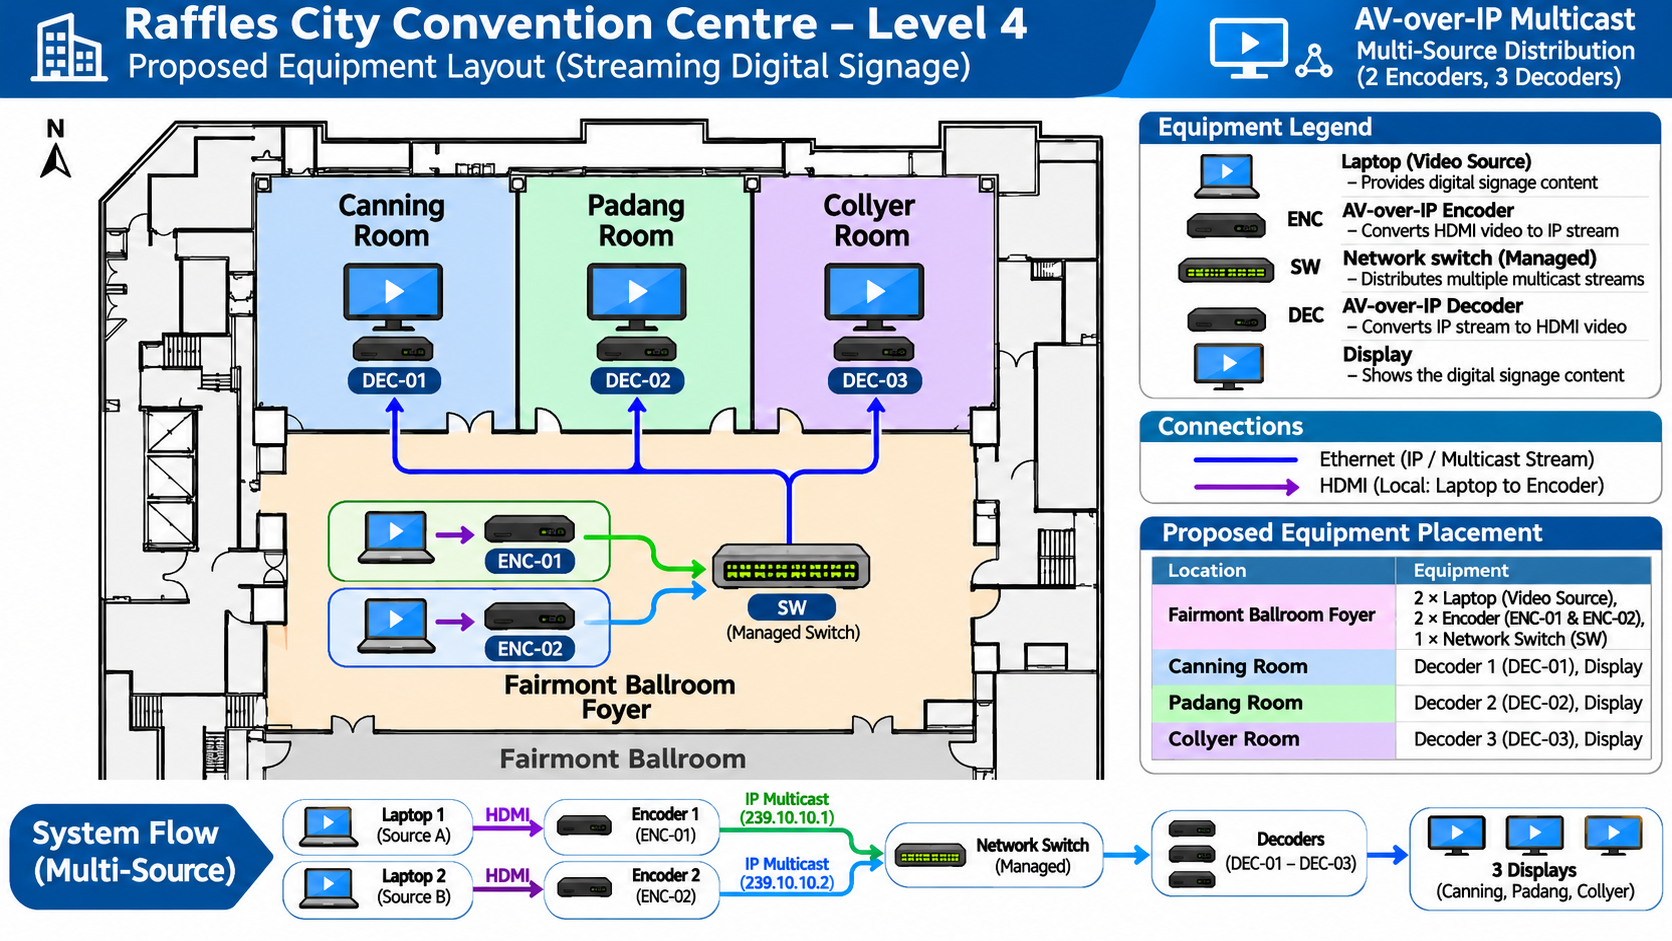 Raffles City Convention Centre – Level 4
Proposed Equipment Layout (Streaming Digital Signage)
AV-over-IP Multicast
Multi-Source Distribution
(2 Encoders, 3 Decoders)
N
Canning
Room
DEC-01
Padang
Room
DEC-02
Collyer
Room
DEC-03
ENC-01
ENC-02
SW
(Managed Switch)
Fairmont Ballroom
Foyer
Fairmont Ballroom
Equipment Legend
Laptop (Video Source)
– Provides digital signage content
ENC
AV-over-IP Encoder
– Converts HDMI video to IP stream
SW
Network switch (Managed)
– Distributes multiple multicast streams
DEC
AV-over-IP Decoder
– Converts IP stream to HDMI video
Display
– Shows the digital signage content
Connections
Ethernet (IP / Multicast Stream)
HDMI (Local: Laptop to Encoder)
Proposed Equipment Placement
Location Equipment
Fairmont Ballroom Foyer
2 × Laptop (Video Source),
2 × Encoder (ENC-01 & ENC-02),
1 × Network Switch (SW)
Canning Room Decoder 1 (DEC-01), Display
Padang Room Decoder 2 (DEC-02), Display
Collyer Room Decoder 3 (DEC-03), Display
System Flow
(Multi-Source)
Laptop 1
(Source A)
HDMI
Encoder 1
(ENC-01)
IP Multicast
(239.10.10.1)
Laptop 2
(Source B)
HDMI
Encoder 2
(ENC-02)
IP Multicast
(239.10.10.2)
Network Switch
(Managed)
Decoders
(DEC-01 – DEC-03)
3 Displays
(Canning, Padang, Collyer)